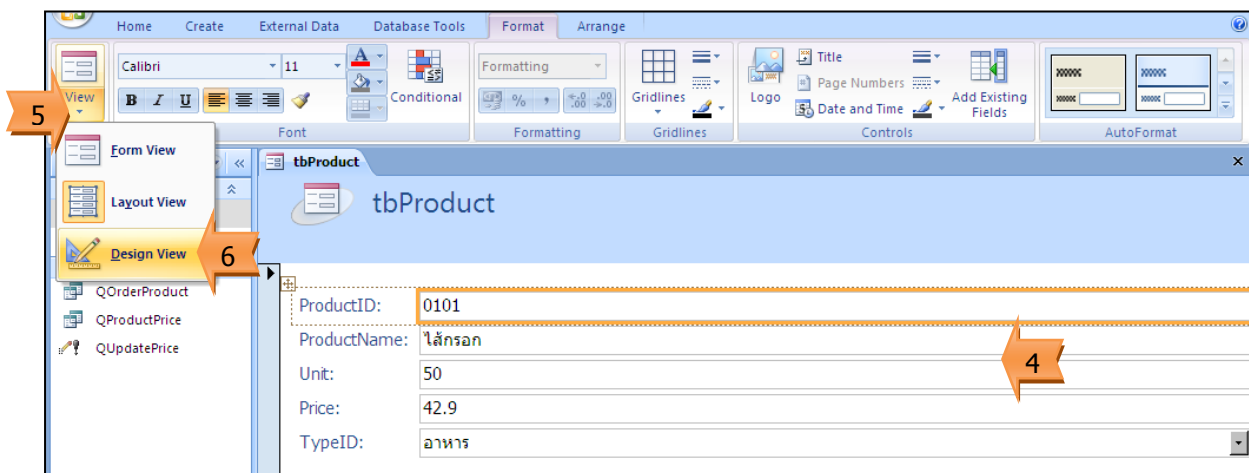 Home Create External Data Database Tools Format Arrange
Calibri 11 Formatting Title
Page Numbers
View B I U Conditional % , .0 .00 Gridlines Logo Date and Time Add Existing Fields
5
Font Formatting Gridlines Controls AutoFormat
Form View
Layout View
Design View
6
QOrderProduct
QProductPrice
QUpdatePrice
tbProduct
tbProduct
ProductID: 0101
ProductName: ไส้กรอก
4
Unit: 50
Price: 42.9
TypeID: อาหาร